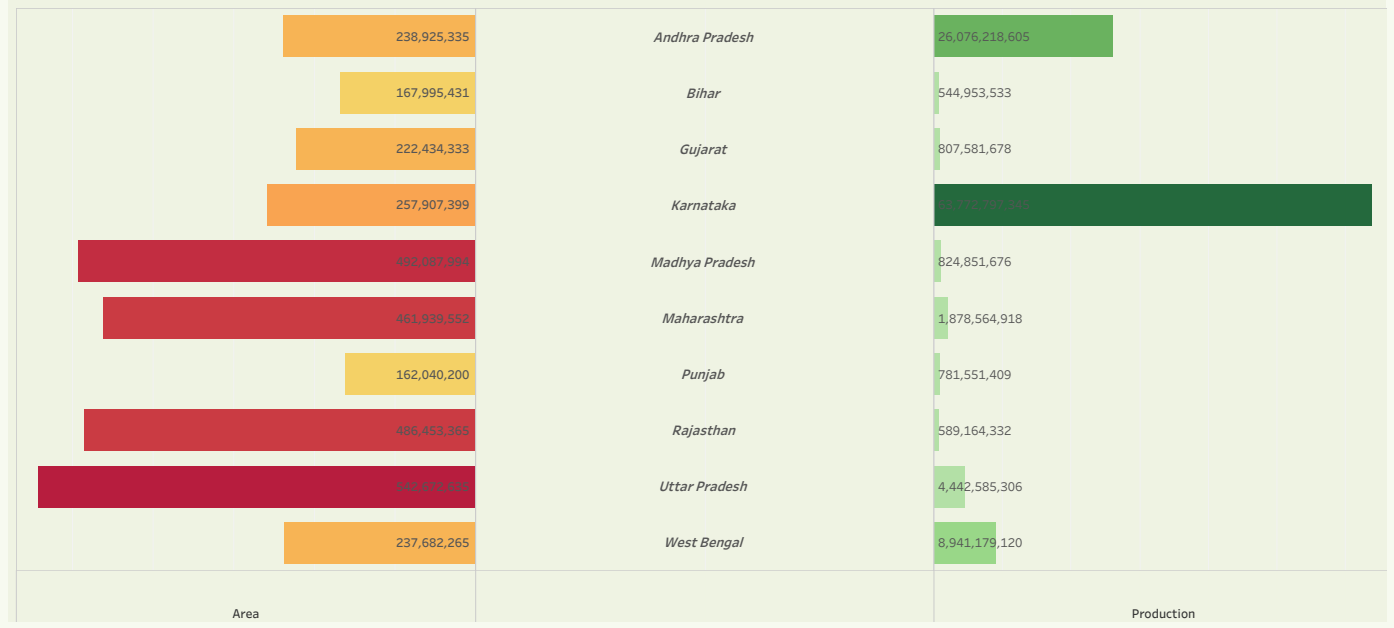 238,925,335 Andhra Pradesh 26,076,218,605
167,995,431 Bihar 544,953,533
222,434,333 Gujarat 807,581,678
257,907,399 Karnataka
Madhya Pradesh 824,851,676
461,939,552 Maharashtra 1,878,564,918
162,040,200 Punjab 781,551,409
486,453,365 Rajasthan 589,164,332
Uttar Pradesh 4,442,585,306
237,682,265 West Bengal 8,941,179,120
Area Production